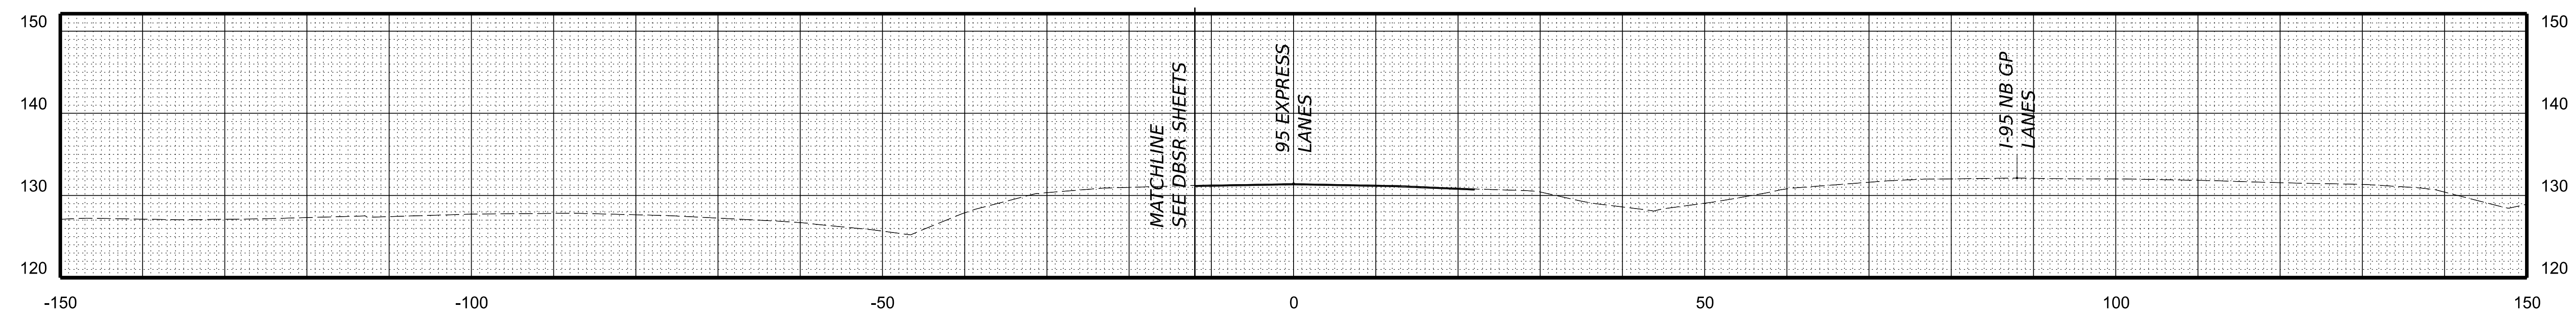 150
140
130
120
MATCHLINE
SEE DBSR SHEETS
95 EXPRESS
LANES
I-95 NB GP
LANES
150
140
130
120
-150 -100 -50 0 50 100 150